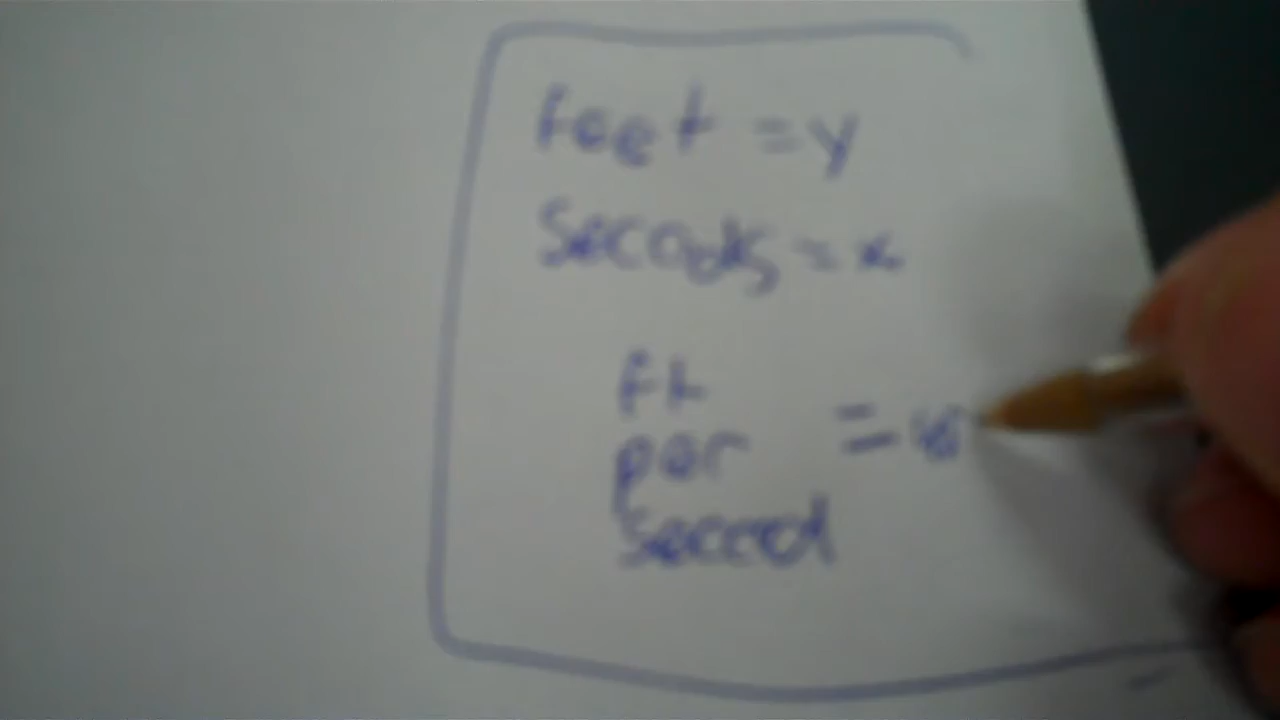 feet = y
Seconds = x
ft
per =
Second